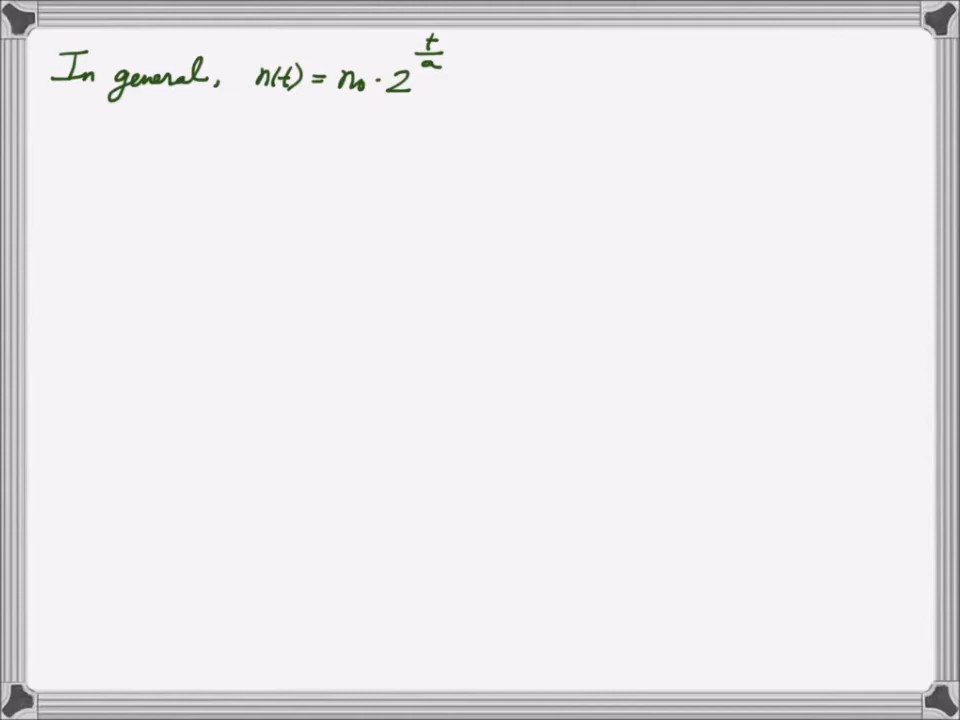 In general, n(t) = n₀ · 2^(t/a)